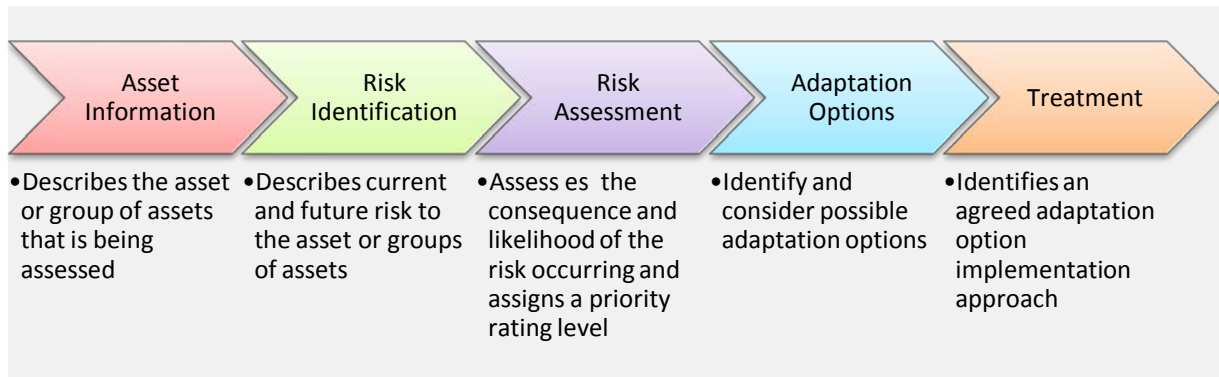 Asset
Information
Risk
Identification
Risk
Assessment
Adaptation
Options
Treatment
•Describes the asset
or group of assets
that is being
assessed
•Describes current
and future risk to
the asset or groups
of assets
•Assess es the
consequence and
likelihood of the
risk occurring and
assigns a priority
rating level
•Identify and
consider possible
adaptation options
•Identifies an
agreed adaptation
option
implementation
approach